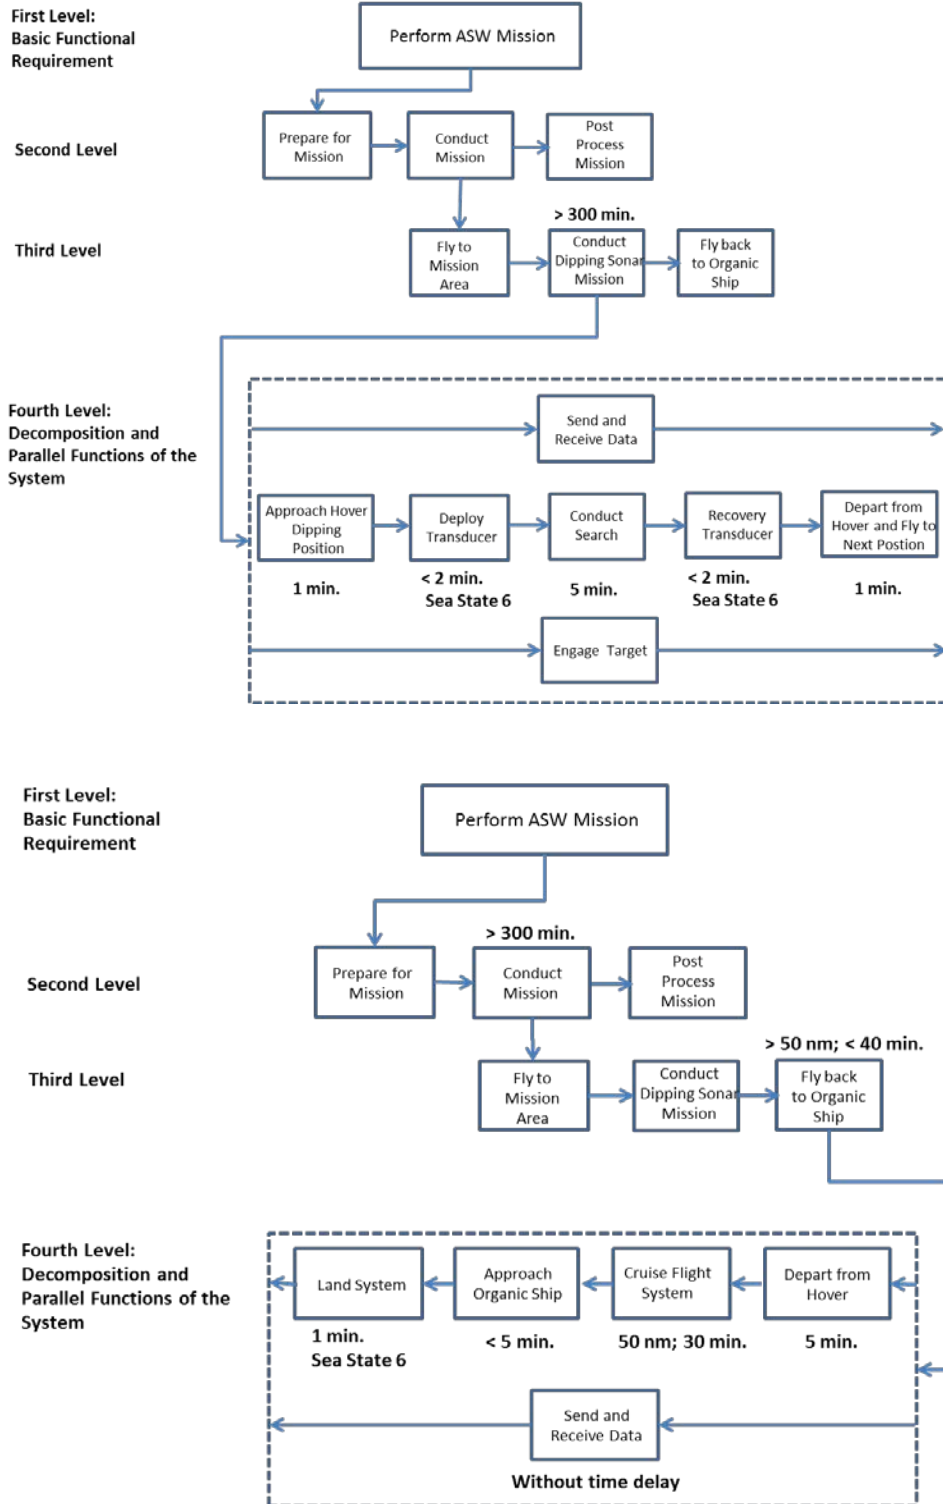 First Level:
Basic Functional
Requirement
Perform ASW Mission
Second Level
Prepare for
Mission
Conduct
Mission
Post
Process
Mission
Third Level
> 300 min.
Fly to
Mission
Area
Conduct
Dipping Sonar
Mission
Fly back
to Organic
Ship
Fourth Level:
Decomposition and
Parallel Functions of the
System
Send and
Receive Data
Approach Hover
Dipping
Position
Deploy
Transducer
Conduct
Search
Recovery
Transducer
Depart from
Hover and Fly to
Next Postion
1 min.
< 2 min.
Sea State 6
5 min.
< 2 min.
Sea State 6
1 min.
Engage Target
First Level:
Basic Functional
Requirement
Perform ASW Mission
> 300 min.
Second Level
Prepare for
Mission
Conduct
Mission
Post
Process
Mission
> 50 nm; < 40 min.
Third Level
Fly to
Mission
Area
Conduct
Dipping Sonar
Mission
Fly back
to Organic
Ship
Fourth Level:
Decomposition and
Parallel Functions of the
System
Land System
Approach
Organic Ship
Cruise Flight
System
Depart from
Hover
1 min.
Sea State 6
< 5 min.
50 nm; 30 min.
5 min.
Send and
Receive Data
Without time delay